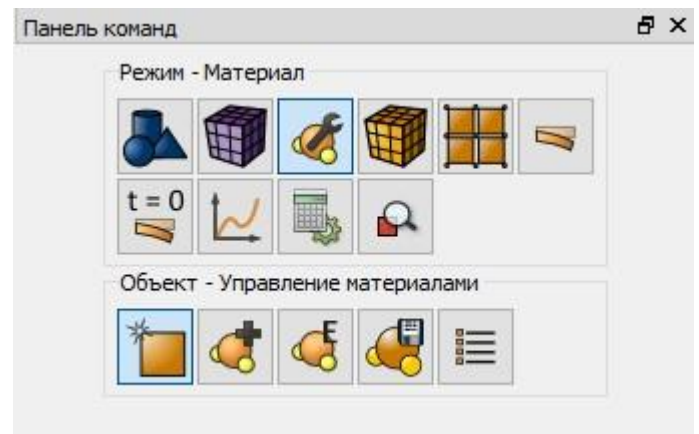 Панель команд
Режим - Материал
t = 0
Объект - Управление материалами
E